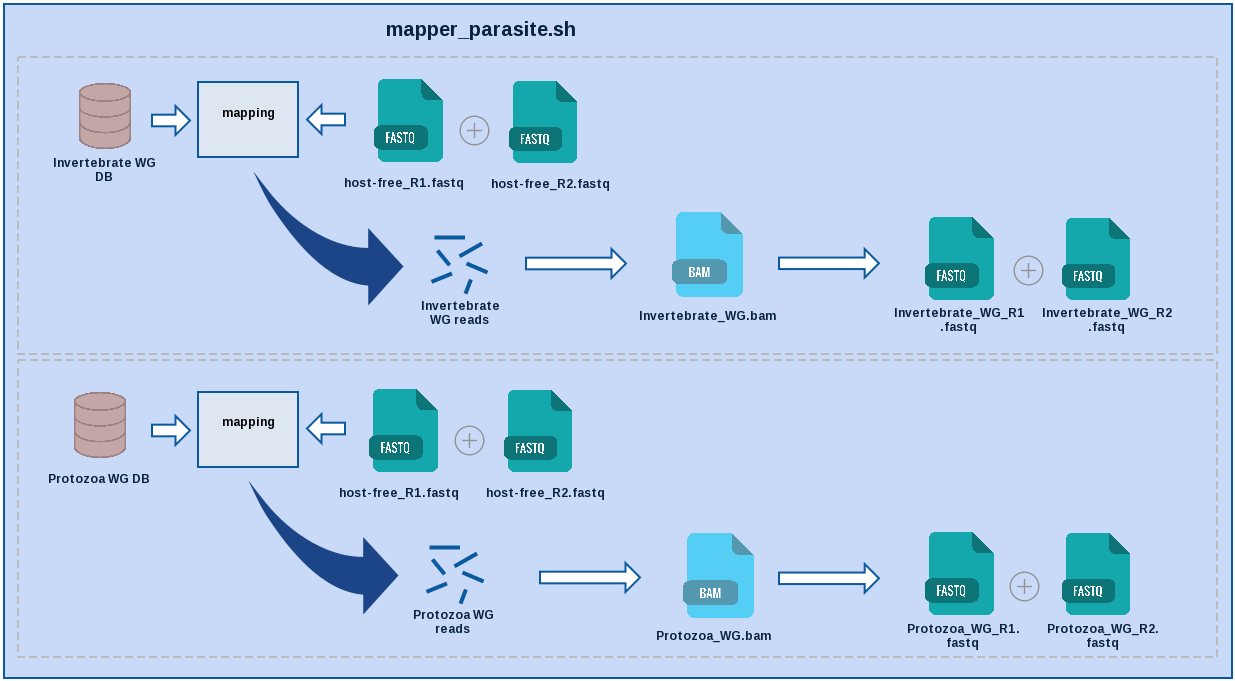 mapper_parasite.sh
mapping
FASTQ
FASTQ
Invertebrate WG
DB
host-free_R1.fastq
host-free_R2.fastq
BAM
FASTQ
FASTQ
Invertebrate
WG reads
Invertebrate_WG.bam
Invertebrate_WG_R1
.fastq
Invertebrate_WG_R2
.fastq
mapping
FASTQ
FASTQ
Protozoa WG DB
host-free_R1.fastq
host-free_R2.fastq
BAM
FASTQ
FASTQ
Protozoa WG
reads
Protozoa_WG.bam
Protozoa_WG_R1.
fastq
Protozoa_WG_R2.
fastq